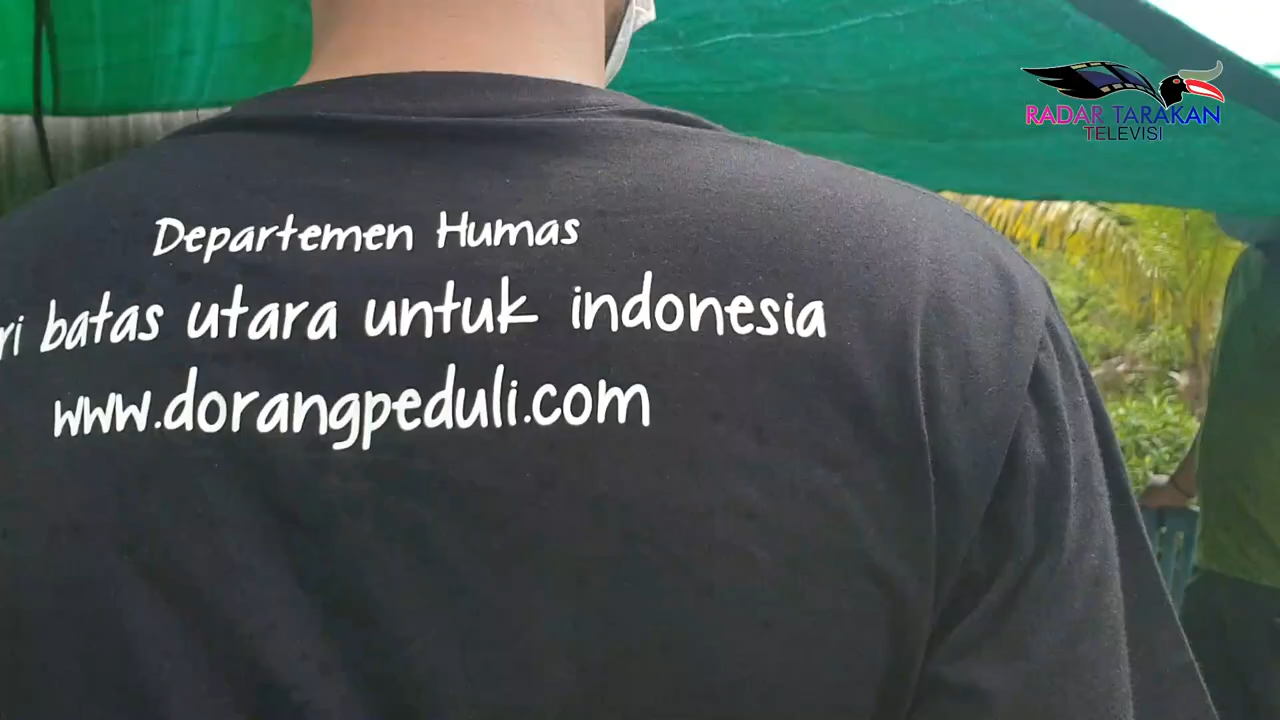 RADAR TARAKAN
TELEVISI
Departemen Humas
batas utara untuk indonesia
www.dorangpeduli.com